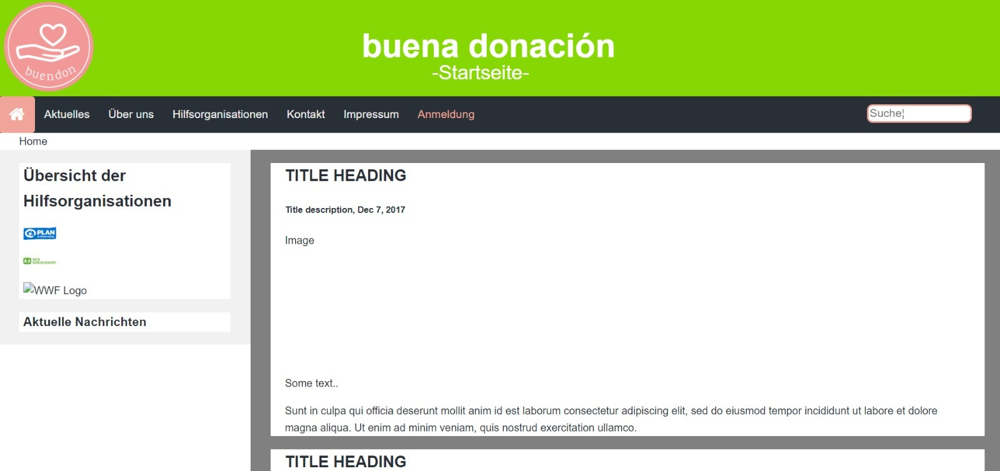 buendon
buena donación
-Startseite-
Aktuelles Über uns Hilfsorganisationen Kontakt Impressum Anmeldung Suche¦
Home
Übersicht der
Hilfsorganisationen
PLAN
INTERNATIONAL
SOS
KINDERDORF
WWF Logo
Aktuelle Nachrichten
TITLE HEADING
Title description, Dec 7, 2017
Image
Some text..
Sunt in culpa qui officia deserunt mollit anim id est laborum consectetur adipiscing elit, sed do eiusmod tempor incididunt ut labore et dolore
magna aliqua. Ut enim ad minim veniam, quis nostrud exercitation ullamco.
TITLE HEADING